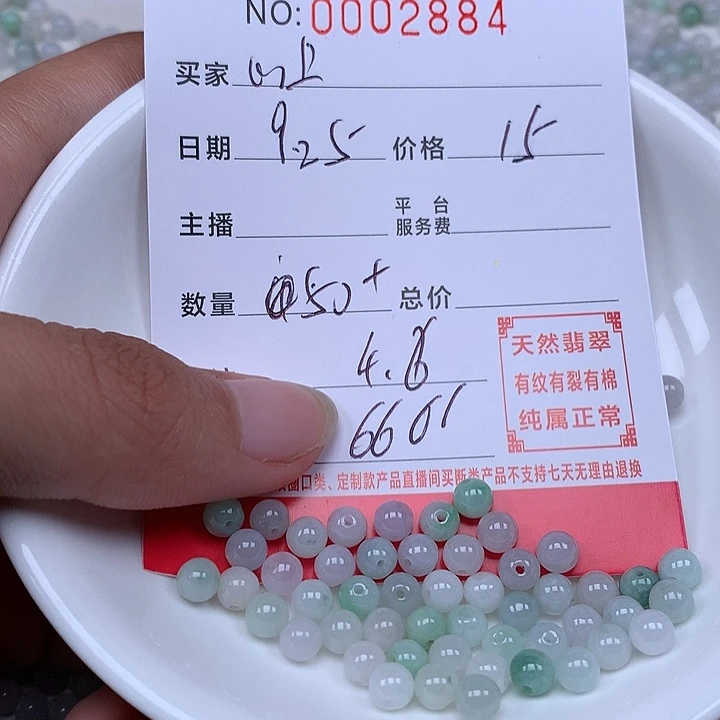 NO: 0002884
买家
日期 9.25 价格 15
主播 平台服务费
数量 50+ 总价
4.8
6601
天然翡翠
有纹有裂有棉
纯属正常
圈口类、定制款产品直播间买断类产品不支持七天无理由退换